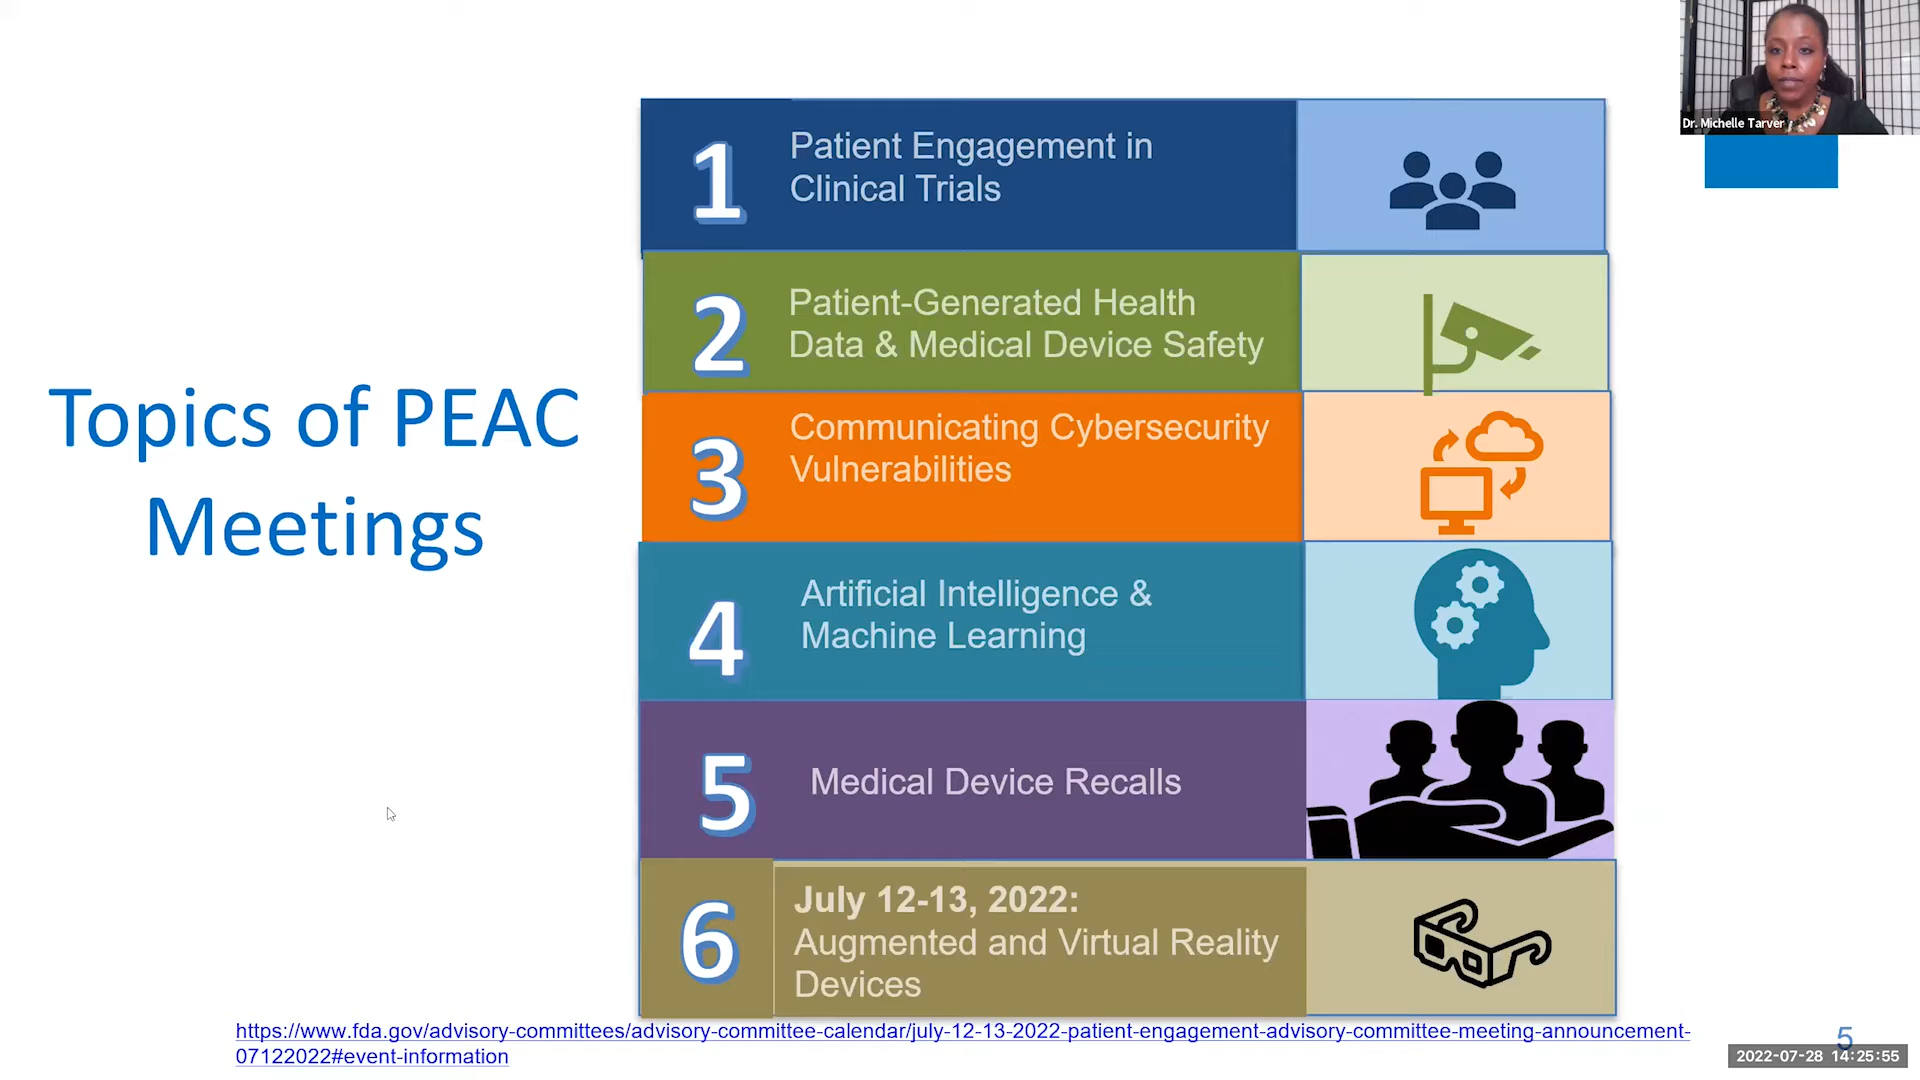 Dr. Michelle Tarver
Topics of PEAC
Meetings
1
Patient Engagement in
Clinical Trials
2
Patient-Generated Health
Data & Medical Device Safety
3
Communicating Cybersecurity
Vulnerabilities
4
Artificial Intelligence &
Machine Learning
5
Medical Device Recalls
6
July 12-13, 2022:
Augmented and Virtual Reality
Devices
https://www.fda.gov/advisory-committees/advisory-committee-calendar/july-12-13-2022-patient-engagement-advisory-committee-meeting-announcement-
07122022#event-information
5
2022-07-28 14:25:55